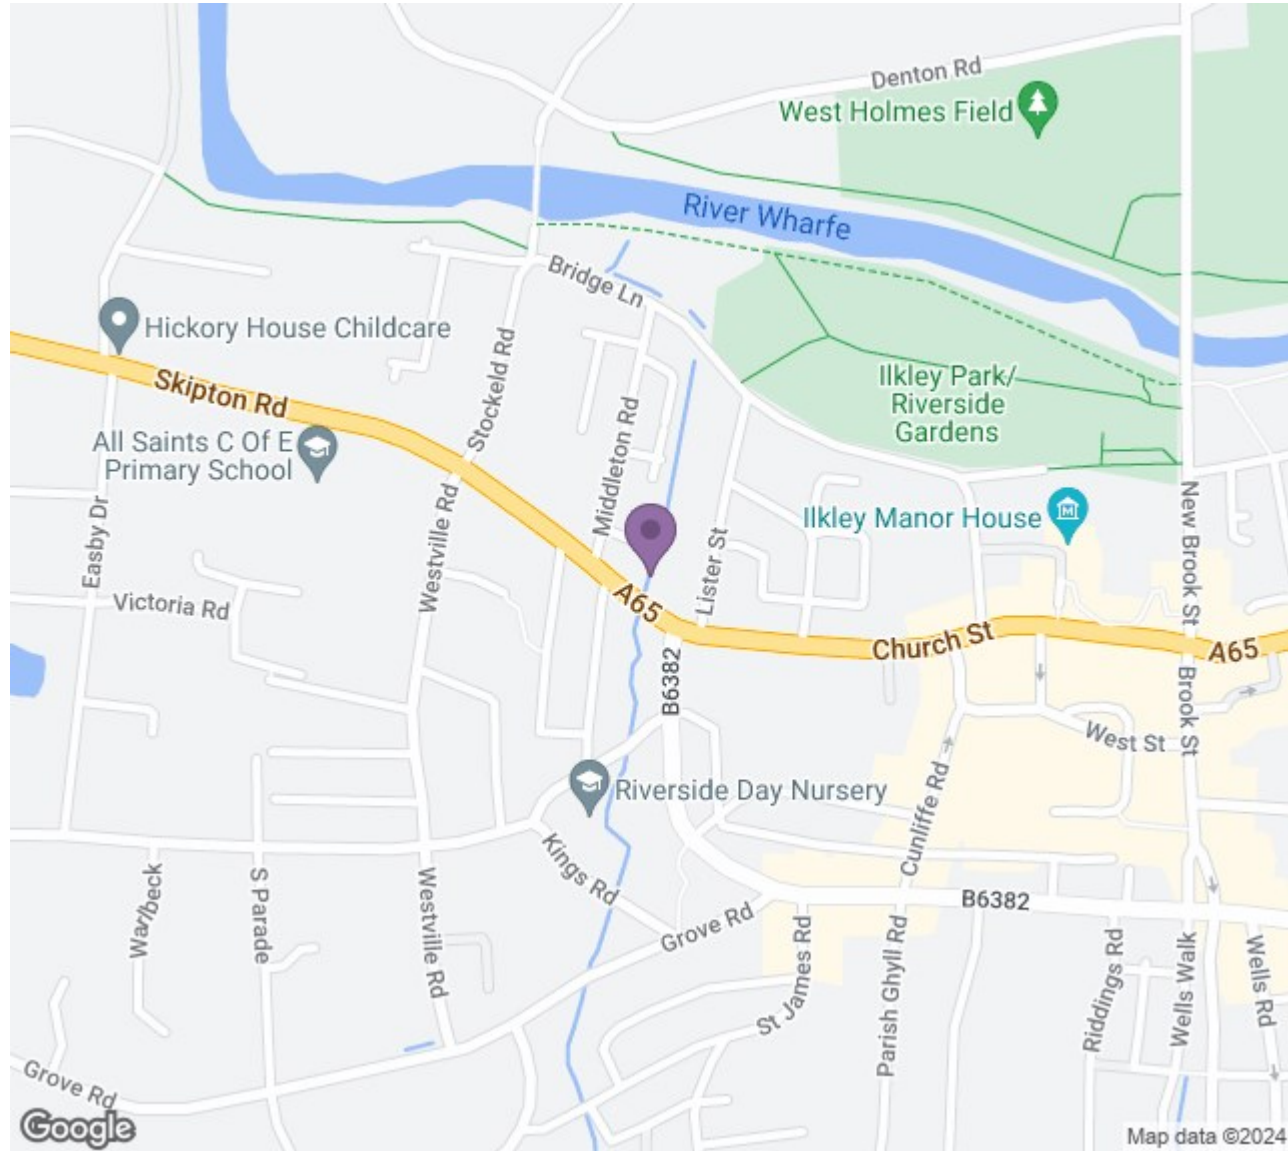 Denton Rd
West Holmes Field
River Wharfe
Bridge Ln
Hickory House Childcare
Skipton Rd
Stockeld Rd
Ilkley Park/
Riverside
Gardens
All Saints C Of E
Primary School
Middleton Rd
Easby Dr
Westville Rd
Ilkley Manor House
New Brook St
Lister St
Victoria Rd
A65
Church St
A65
B6382
Brook St
West St
Riverside Day Nursery
Cunliffe Rd
Kings Rd
Warlbeck
S Parade
Westville Rd
Grove Rd
B6382
St James Rd
Parish Ghyll Rd
Riddings Rd
Wells Walk
Wells Rd
Grove Rd
Google
Map data ©2024